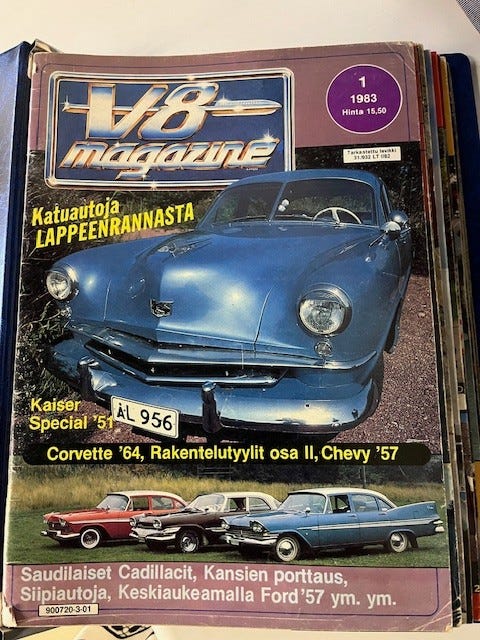 V8
magazine
1
1983
Hinta 15,50
Tarkastettu levikki
31.932 LT 1/82
Katuautoja
LAPPEENRANNASTA
Kaiser
Special '51
ÅL 956
Corvette '64, Rakentelutyylit osa II, Chevy '57
Saudilaiset Cadillacit, Kansien porttaus,
Siipiautoja, Keskiaukeamalla Ford '57 ym. ym.
900720-3-01